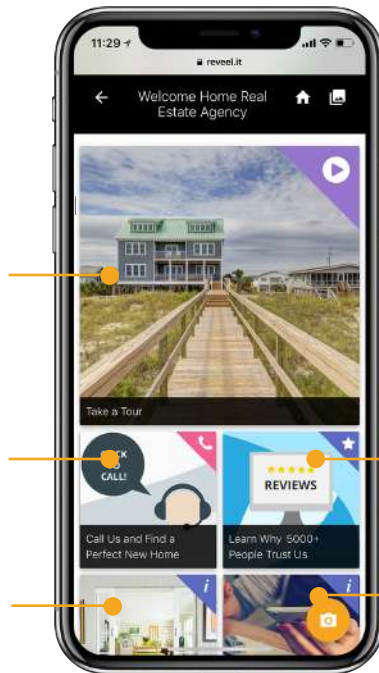 11:29
reveel.it
Welcome Home Real
Estate Agency
Take a Tour
CALL!
REVIEWS
Call Us and Find a
Perfect New Home
Learn Why 5000+
People Trust Us
i
i